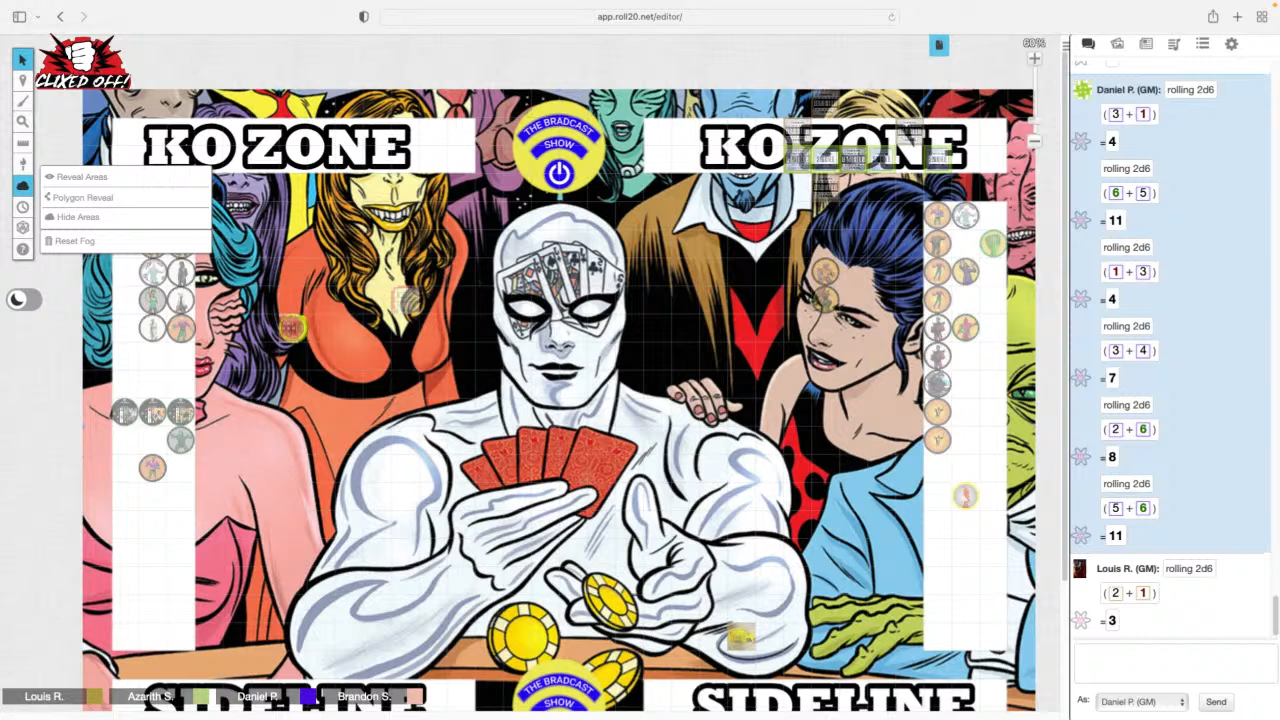 app.roll20.net/editor/
CLIXED OFF!
60%
KO ZONE
THE BRADCAST
SHOW
KO ZONE
Reveal Areas
Polygon Reveal
Hide Areas
Reset Fog
SIDELINE
THE BRADCAST
SHOW
SIDELINE
Louis R.
Azarith S.
Daniel P.
Brandon S.
Daniel P. (GM): rolling 2d6
(3+1)
=4
rolling 2d6
(6+5)
=11
rolling 2d6
(1+3)
=4
rolling 2d6
(3+4)
=7
rolling 2d6
(2+6)
=8
rolling 2d6
(5+6)
=11
Louis R. (GM): rolling 2d6
(2+1)
=3
As: Daniel P. (GM) Send